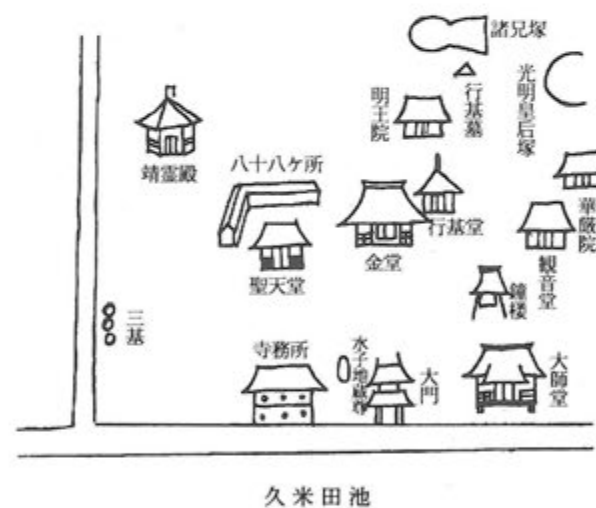 諸兄塚
行基墓
光明皇后塚
明王院
靖霊殿
八十八ケ所
行基堂
華厳院
金堂
観音堂
聖天堂
鐘楼
三基
寺務所
水子地蔵尊
大門
大師堂
久米田池